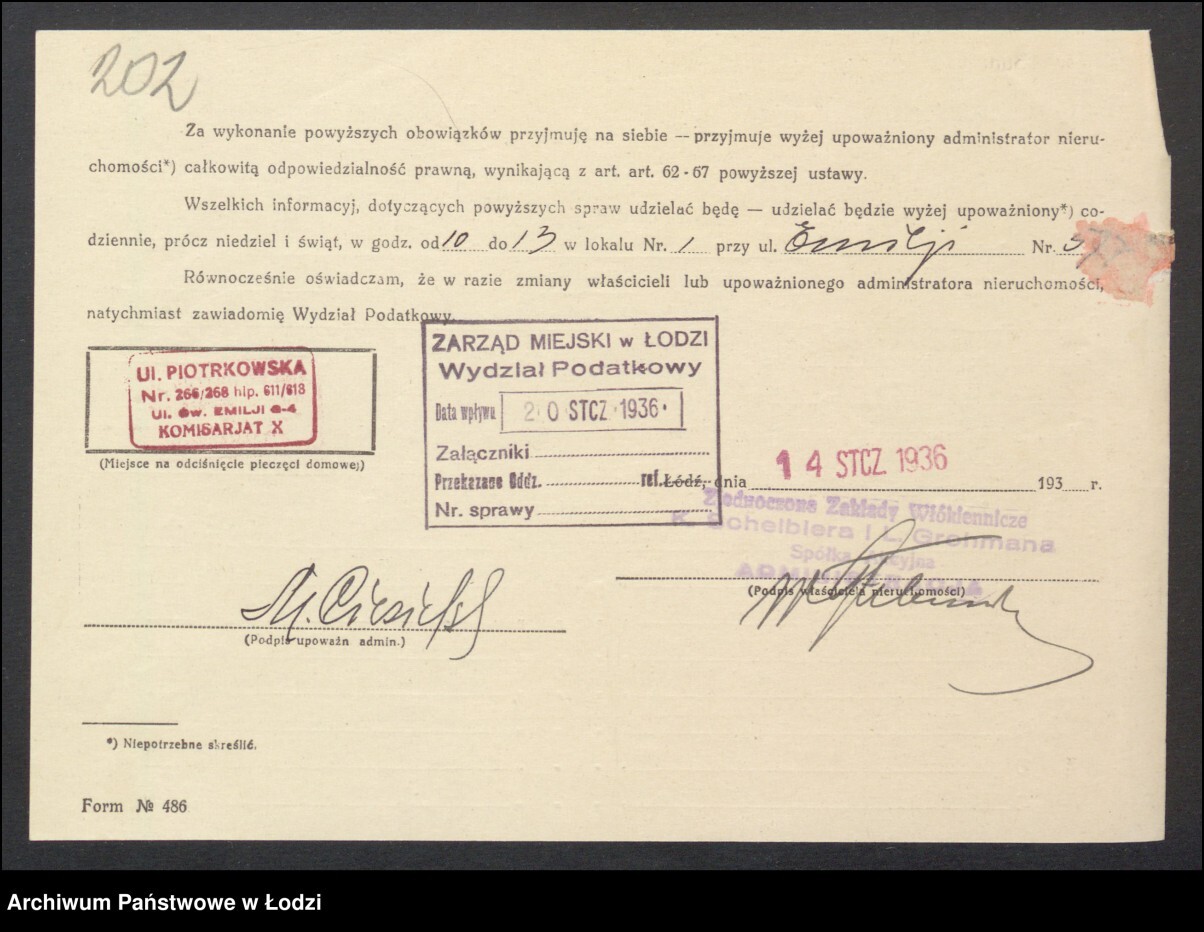 202
Za wykonanie powyższych obowiązków przyjmuję na siebie — przyjmuje wyżej upoważniony administrator nieru-
chomości*) całkowitą odpowiedzialność prawną, wynikającą z art. art. 62-67 powyższej ustawy.
Wszelkich informacyj, dotyczących powyższych spraw udzielać będę — udzielać będzie wyżej upoważniony*) co-
dziennie, prócz niedziel i świąt, w godz. od 10 do 13 w lokalu Nr. 1 przy ul. Emilji Nr.
Równocześnie oświadczam, że w razie zmiany właścicieli lub upoważnionego administratora nieruchomości,
natychmiast zawiadomię Wydział Podatkowy.
Ul. PIOTRKOWSKA
Nr. 266/268 hip. 611/618
Ul. Św. EMILJI
KOMISARJAT X
(Miejsce na odciśnięcie pieczęci domowej)
ZARZĄD MIEJSKI w ŁODZI
Wydział Podatkowy
Data wpływu 20 STCZ 1936
Załączniki
Przekazano Oddz. ref.
Nr. sprawy
Łódź, dnia 14 STCZ 1936 193 r.
Zjednoczone Zakłady Włókiennicze
K. Scheiblera i L. Grohmana
Spółka Akcyjna
ADMINISTRACJA
(Podpis właściciela nieruchomości)
M. Ciesielski
(Podpis upoważn admin.)
*) Niepotrzebne skreślić.
Form № 486
Archiwum Państwowe w Łodzi